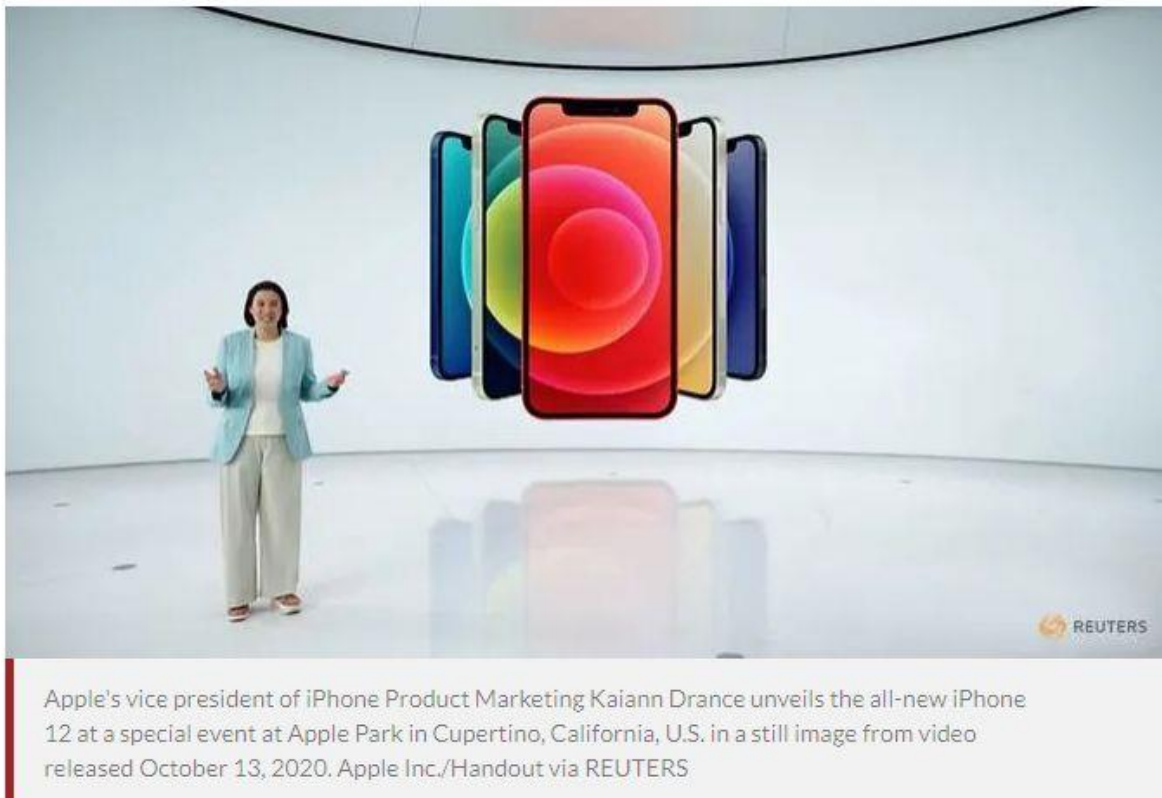 REUTERS
Apple's vice president of iPhone Product Marketing Kaiann Drance unveils the all-new iPhone
12 at a special event at Apple Park in Cupertino, California, U.S. in a still image from video
released October 13, 2020. Apple Inc./Handout via REUTERS